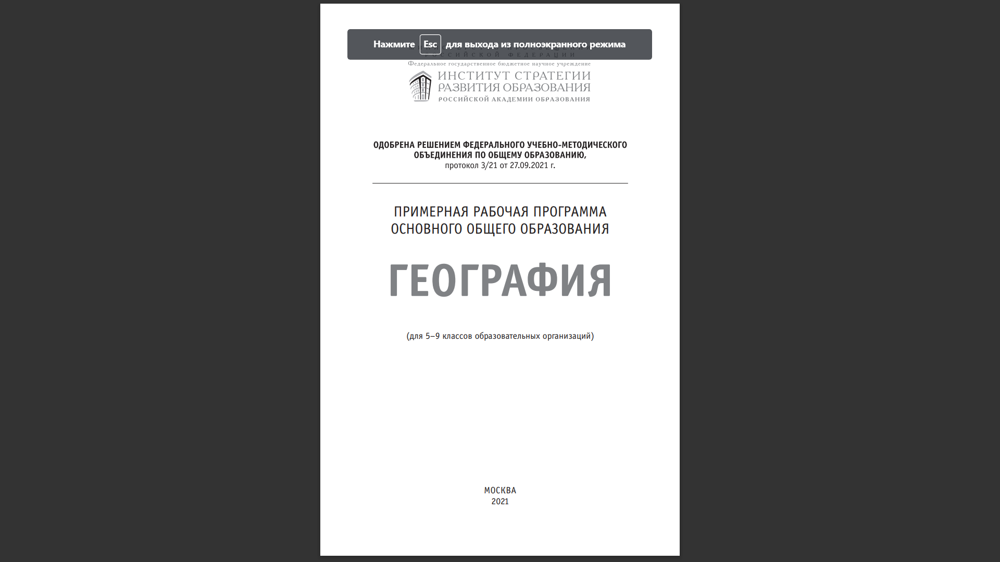 Нажмите Esc для выхода из полноэкранного режима
РОССИЙСКОЙ ФЕДЕРАЦИИ
Федеральное государственное бюджетное научное учреждение
ИНСТИТУТ СТРАТЕГИИ
РАЗВИТИЯ ОБРАЗОВАНИЯ
РОССИЙСКОЙ АКАДЕМИИ ОБРАЗОВАНИЯ
ОДОБРЕНА РЕШЕНИЕМ ФЕДЕРАЛЬНОГО УЧЕБНО-МЕТОДИЧЕСКОГО
ОБЪЕДИНЕНИЯ ПО ОБЩЕМУ ОБРАЗОВАНИЮ,
протокол 3/21 от 27.09.2021 г.
ПРИМЕРНАЯ РАБОЧАЯ ПРОГРАММА
ОСНОВНОГО ОБЩЕГО ОБРАЗОВАНИЯ
ГЕОГРАФИЯ
(для 5–9 классов образовательных организаций)
МОСКВА
2021